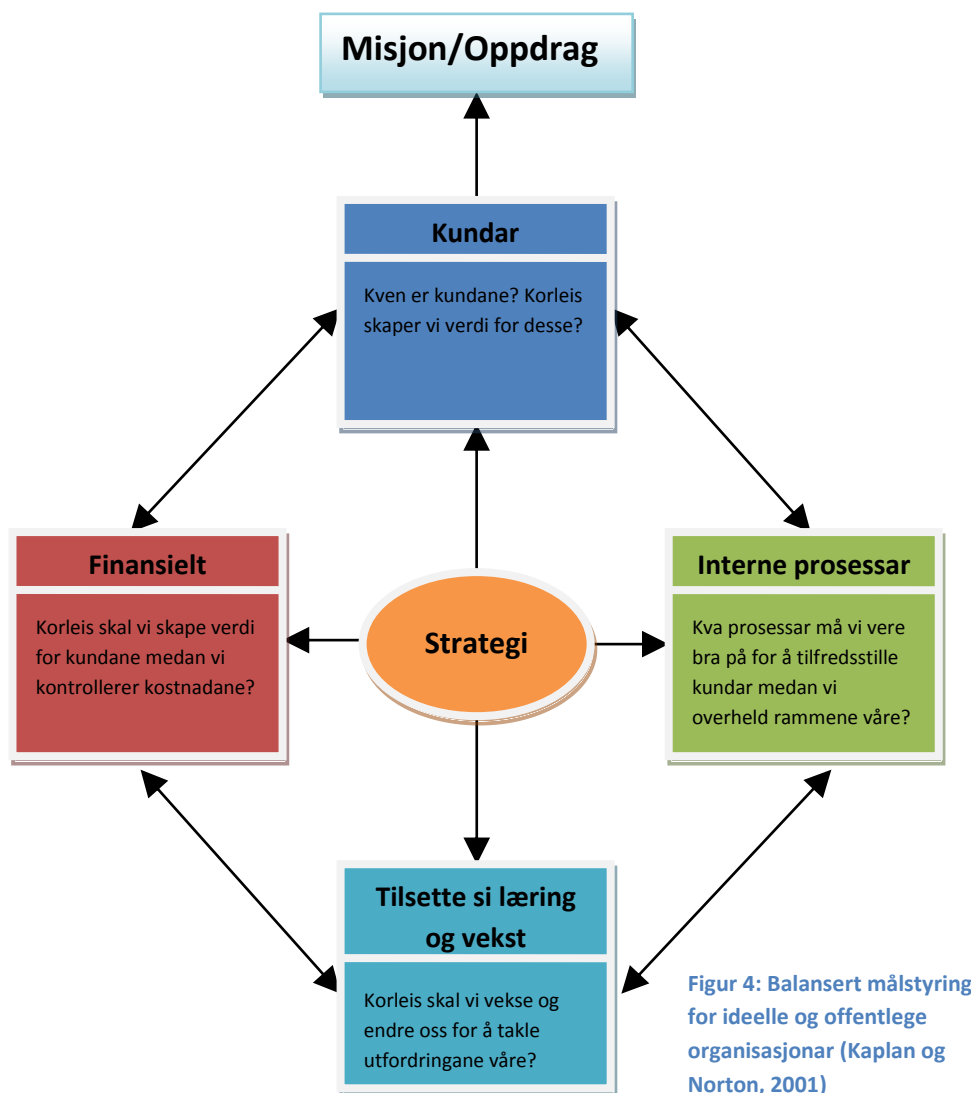 Misjon/Oppdrag
Kundar
Kven er kundane? Korleis
skaper vi verdi for desse?
Finansielt
Korleis skal vi skape verdi
for kundane medan vi
kontrollerer kostnadane?
Strategi
Interne prosessar
Kva prosessar må vi vere
bra på for å tilfredsstille
kundar medan vi
overheld rammene våre?
Tilsette si læring
og vekst
Korleis skal vi vekse og
endre oss for å takle
utfordringane våre?
Figur 4: Balansert målstyring
for ideelle og offentlege
organisasjonar (Kaplan og
Norton, 2001)